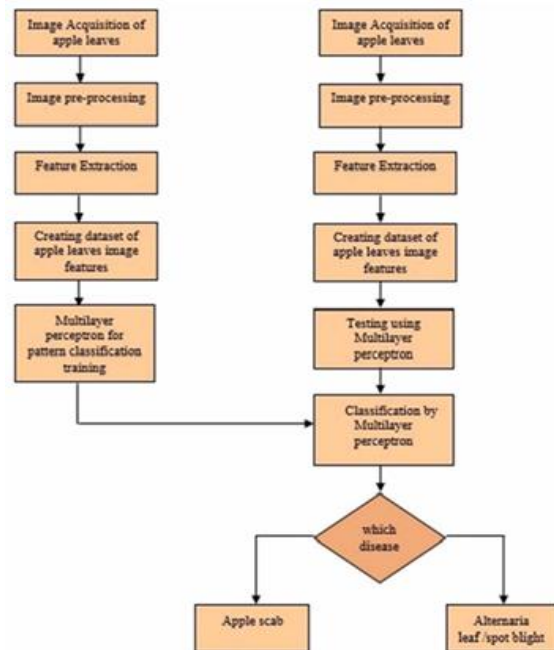 Image Acquisition of
apple leaves
Image pre-processing
Feature Extraction
Creating dataset of
apple leaves image
features
Multilayer
perceptron for
pattern classification
training
Image Acquisition of
apple leaves
Image pre-processing
Feature Extraction
Creating dataset of
apple leaves image
features
Testing using
Multilayer
perceptron
Classification by
Multilayer
perceptron
which
disease
Apple scab
Alternaria
leaf /spot blight